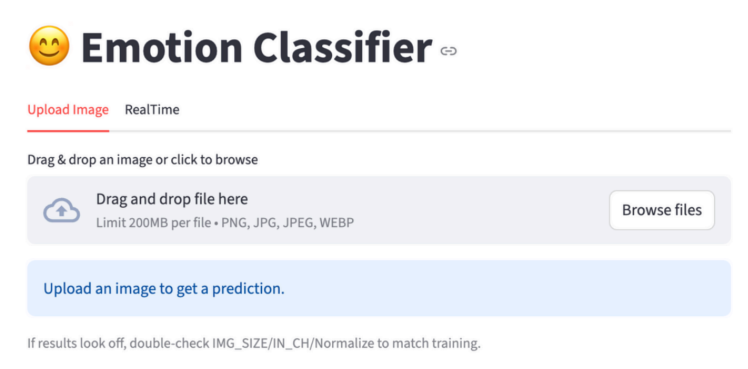 Emotion Classifier
Upload Image RealTime
Drag & drop an image or click to browse
Drag and drop file here
Limit 200MB per file • PNG, JPG, JPEG, WEBP
Browse files
Upload an image to get a prediction.
If results look off, double-check IMG_SIZE/IN_CH/Normalize to match training.